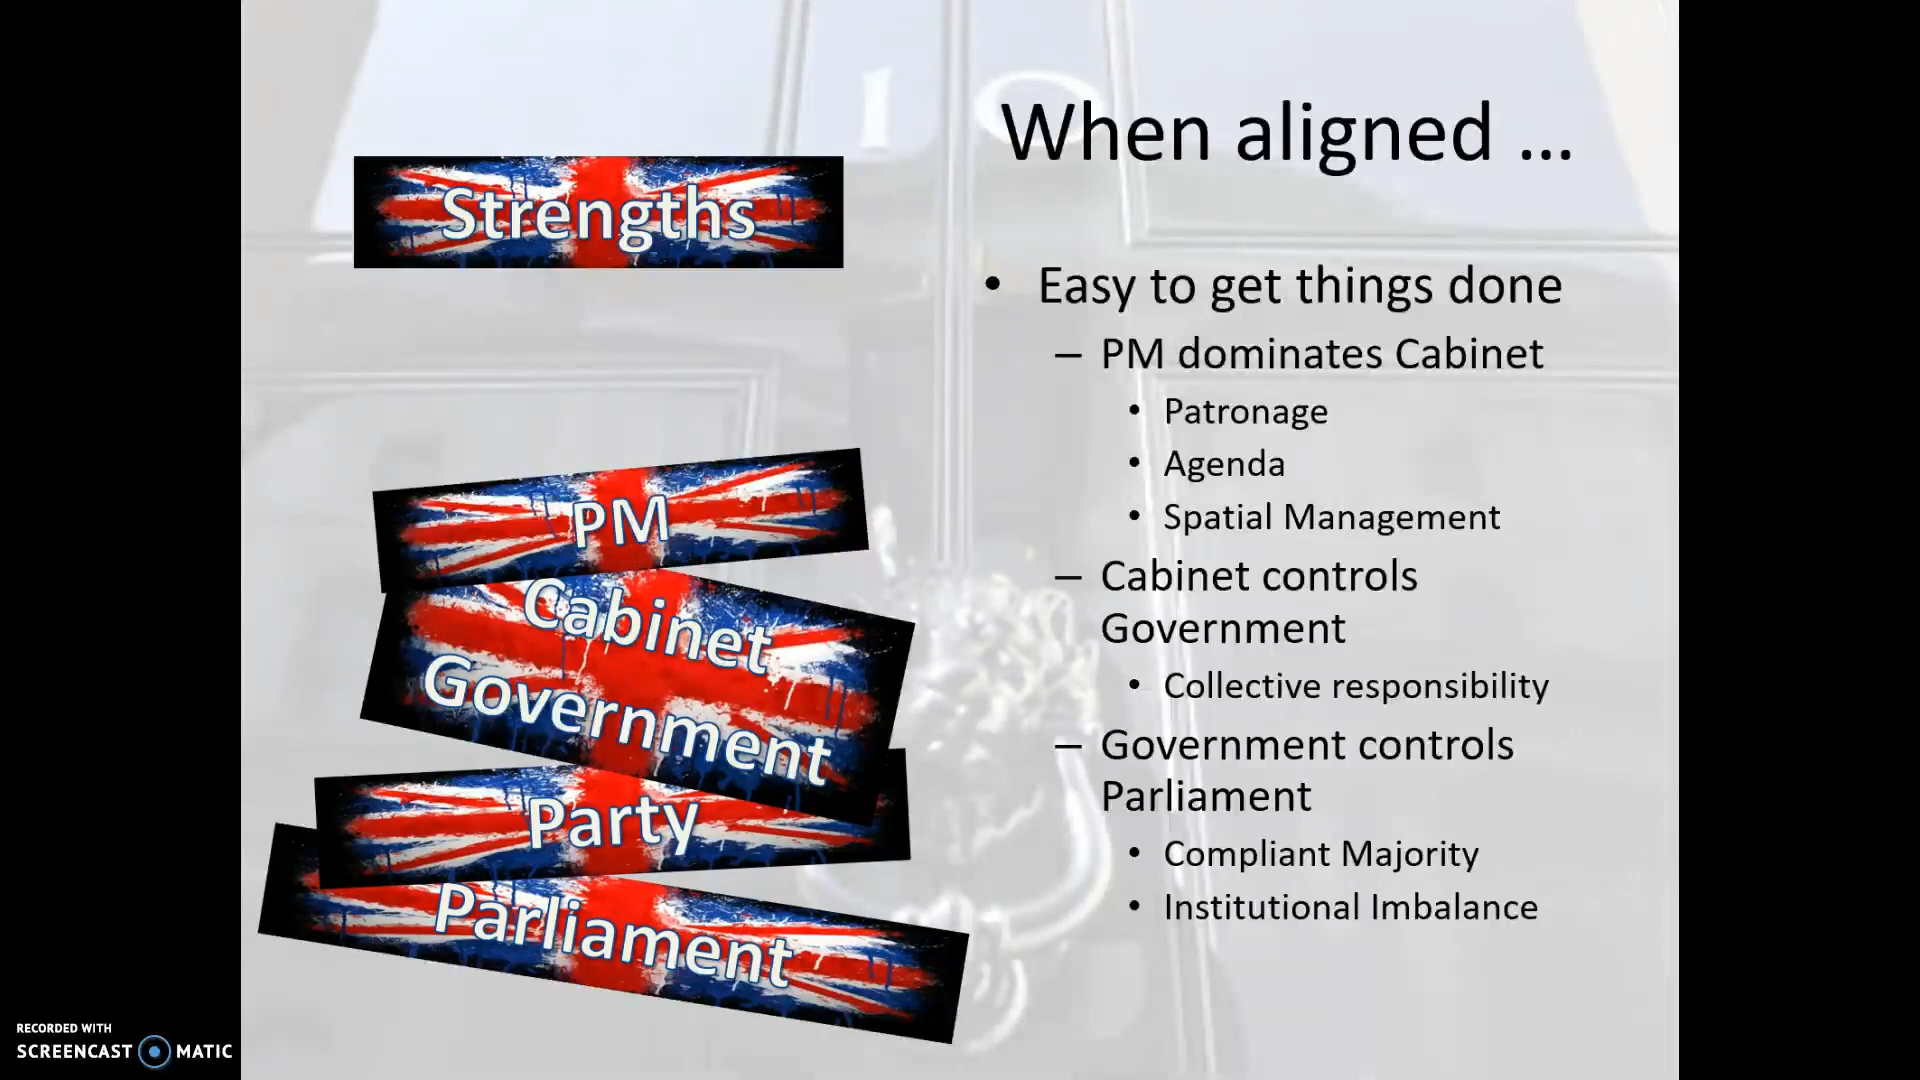 When aligned ...
Strengths
• Easy to get things done
– PM dominates Cabinet
• Patronage
• Agenda
• Spatial Management
– Cabinet controls
Government
• Collective responsibility
– Government controls
Parliament
• Compliant Majority
• Institutional Imbalance
PM
Cabinet
Government
Party
Parliament
RECORDED WITH
SCREENCAST MATIC